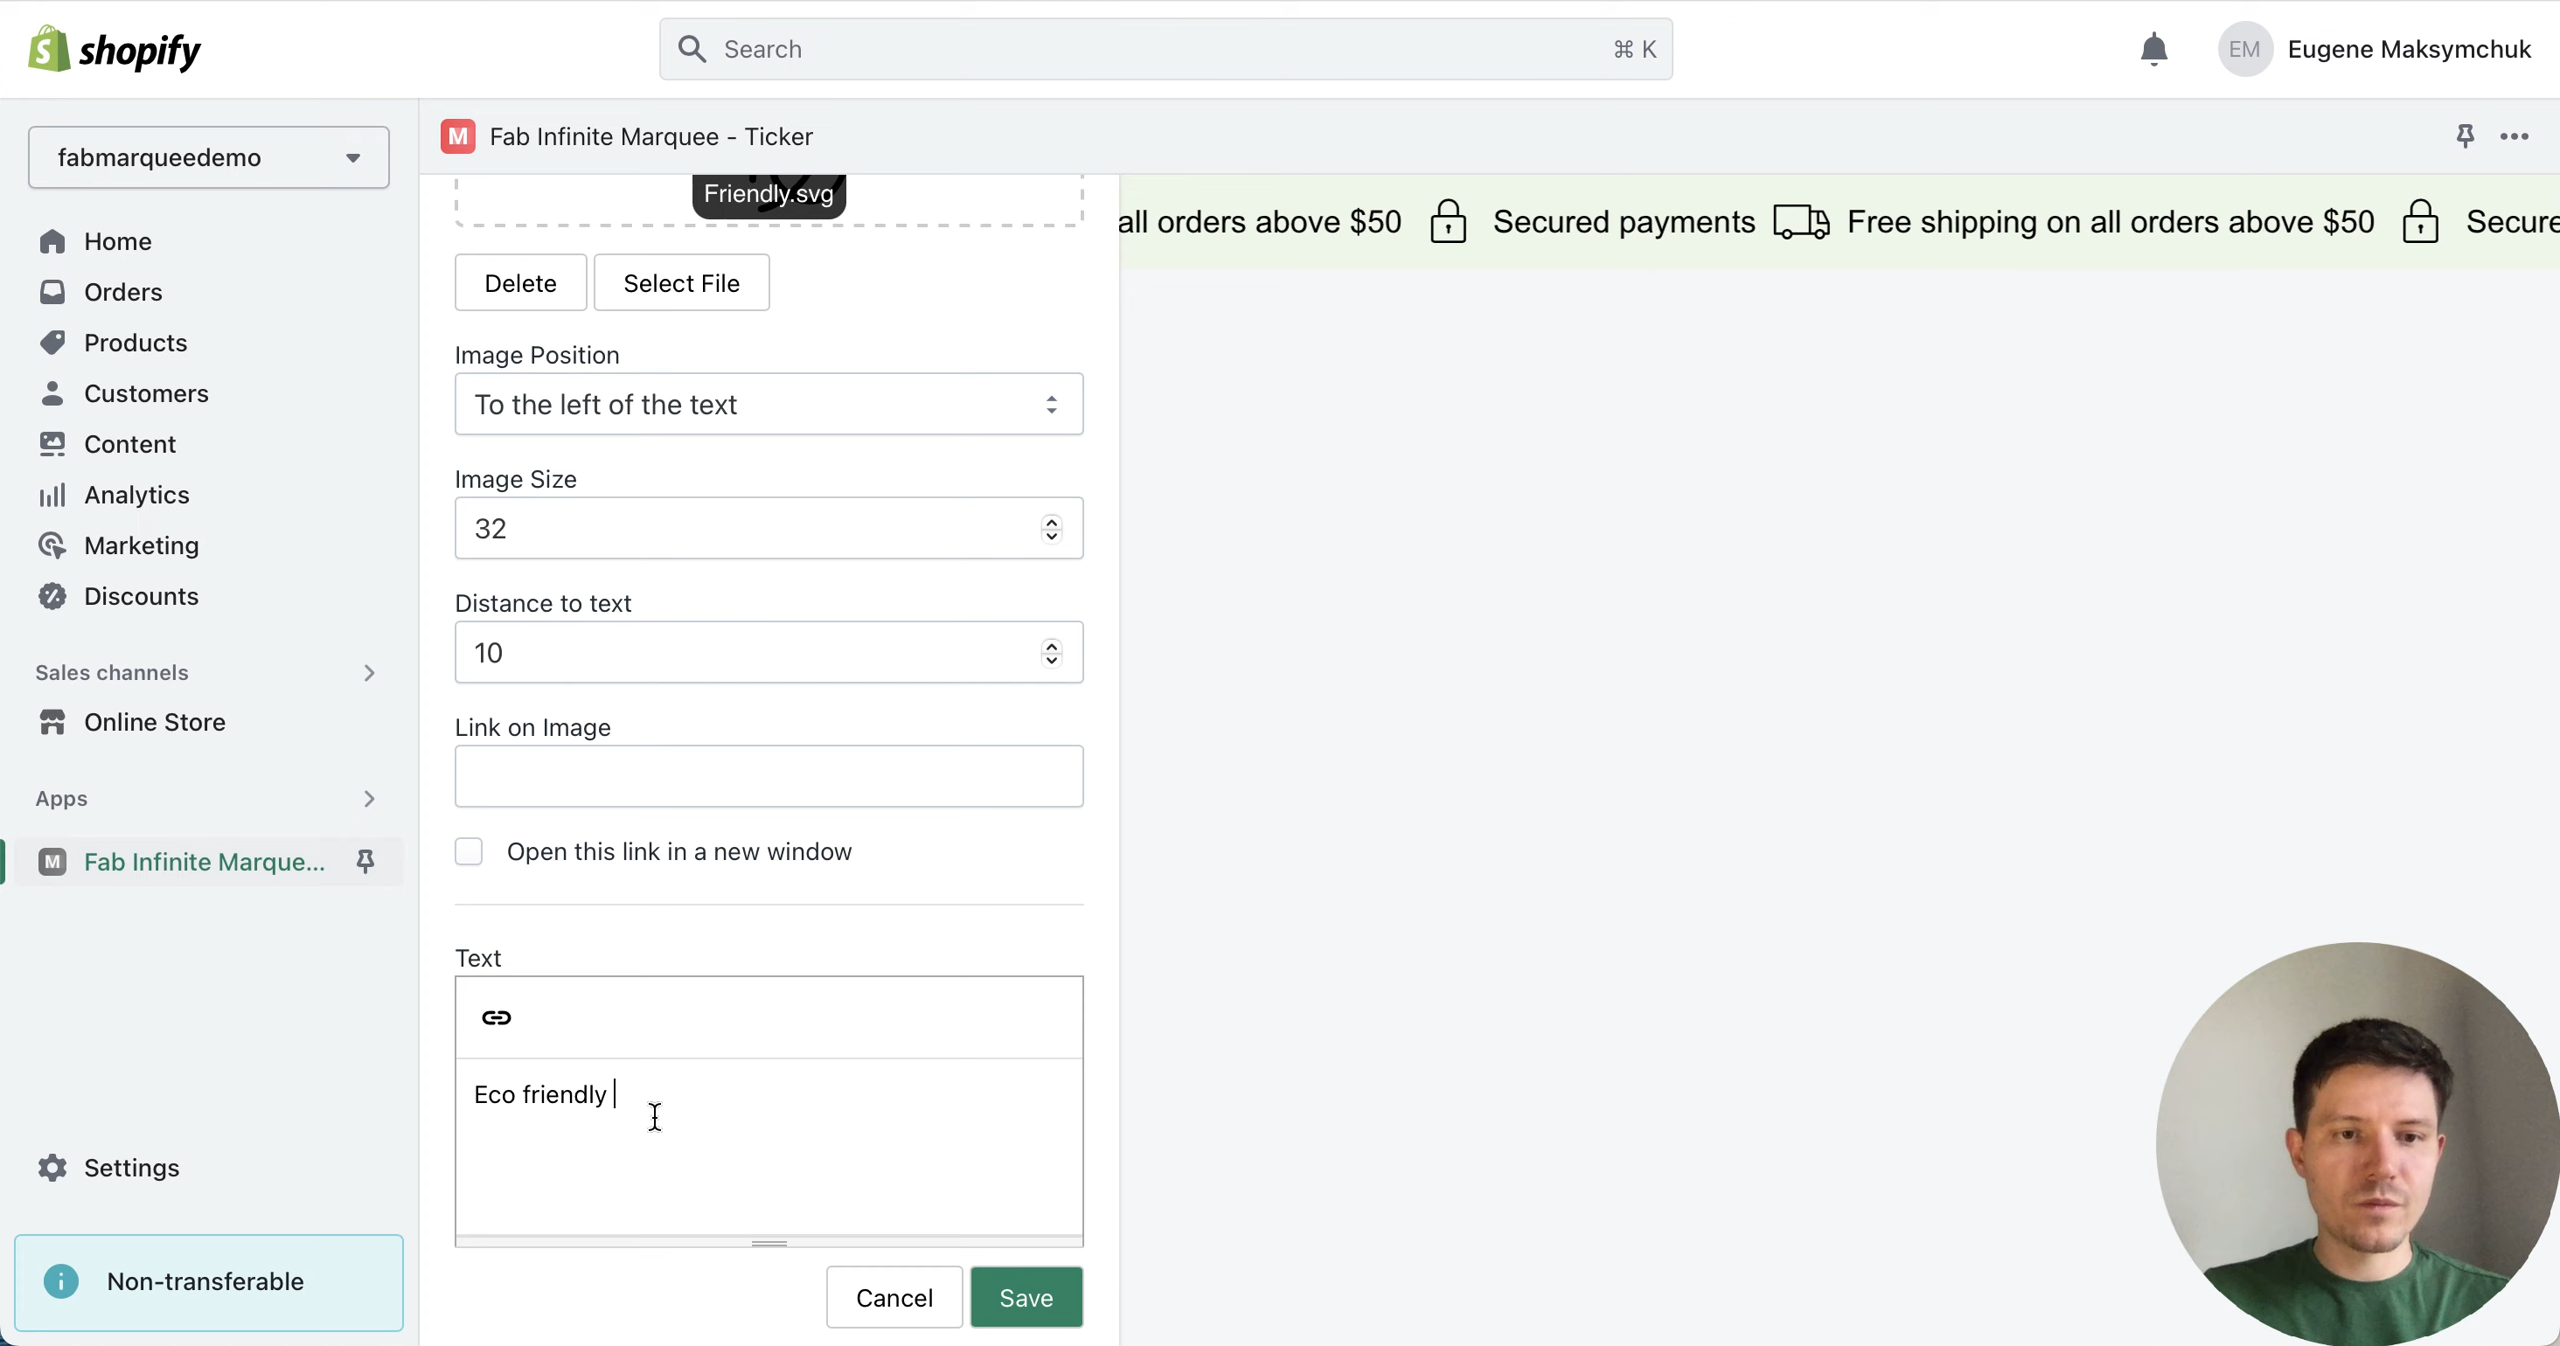 shopify
Search
⌘ K
EM
Eugene Maksymchuk
fabmarqueedemo
Home
Orders
Products
Customers
Content
Analytics
Marketing
Discounts
Sales channels
Online Store
Apps
M Fab Infinite Marque...
Settings
Non-transferable
M Fab Infinite Marquee - Ticker
Friendly.svg
Delete
Select File
Image Position
To the left of the text
Image Size
32
Distance to text
10
Link on Image
Open this link in a new window
Text
Eco friendly
Cancel
Save
all orders above $50 Secured payments Free shipping on all orders above $50 Secure